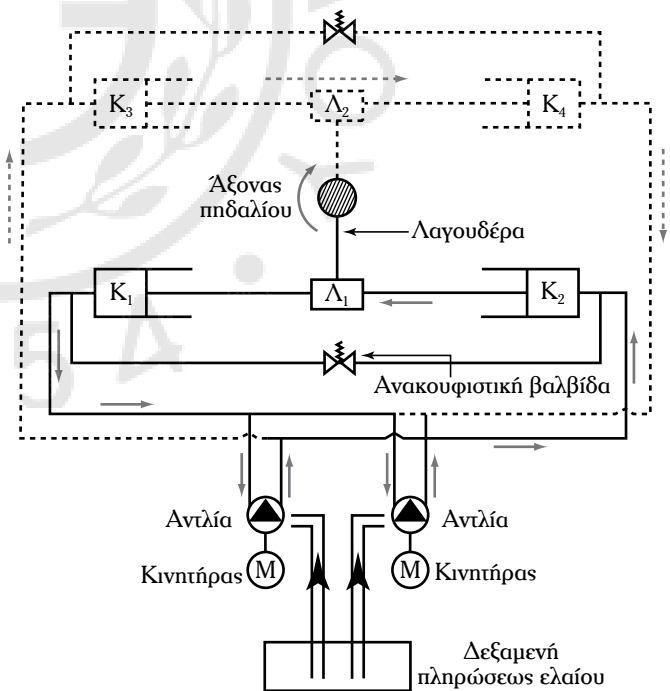 K₃
Λ₂
K₄
Άξονας
πηδαλίου
Λαγουδέρα
K₁
Λ₁
K₂
Ανακουφιστική βαλβίδα
Αντλία
Αντλία
Κινητήρας
M
M
Κινητήρας
Δεξαμενή
πληρώσεως ελαίου